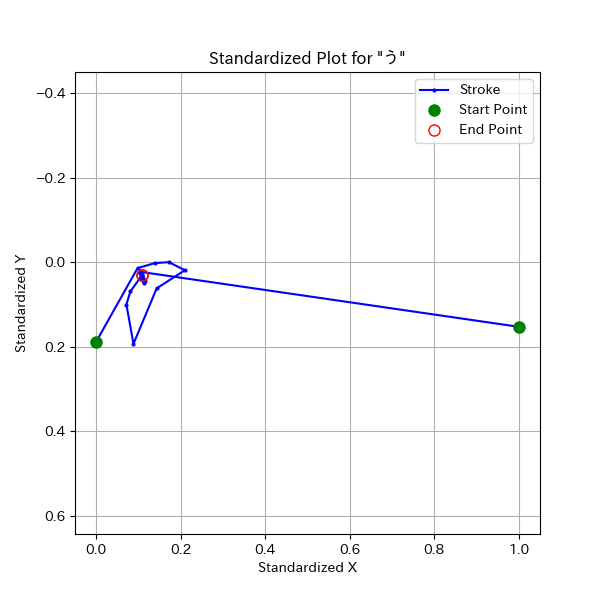 Standardized Plot for "う"
Stroke
Start Point
End Point
Standardized Y
−0.4
−0.2
0.0
0.2
0.4
0.6
0.0 0.2 0.4 0.6 0.8 1.0
Standardized X